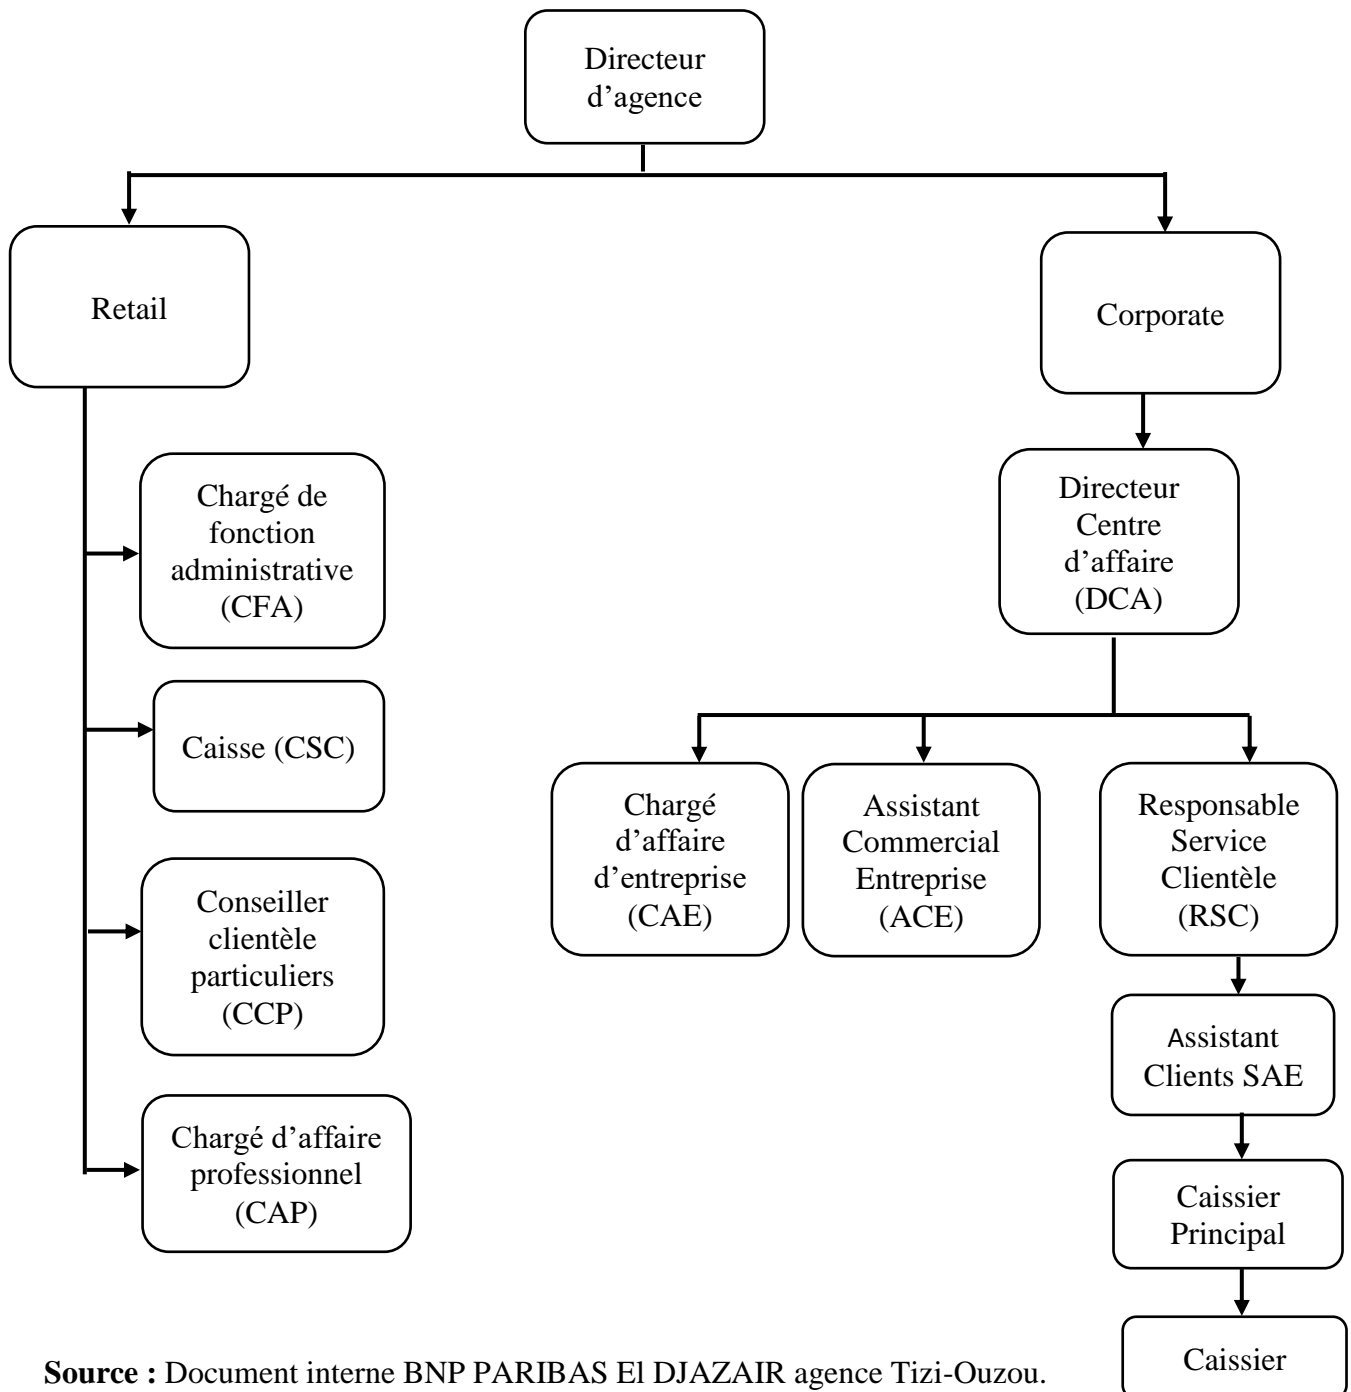 Directeur
d’agence
Retail
Corporate
Chargé de
fonction
administrative
(CFA)
Caisse (CSC)
Conseiller
clientèle
particuliers
(CCP)
Chargé d’affaire
professionnel
(CAP)
Directeur
Centre
d’affaire
(DCA)
Chargé
d’affaire
d’entreprise
(CAE)
Assistant
Commercial
Entreprise
(ACE)
Responsable
Service
Clientèle
(RSC)
Assistant
Clients SAE
Caissier
Principal
Caissier
Source : Document interne BNP PARIBAS El DJAZAIR agence Tizi-Ouzou.